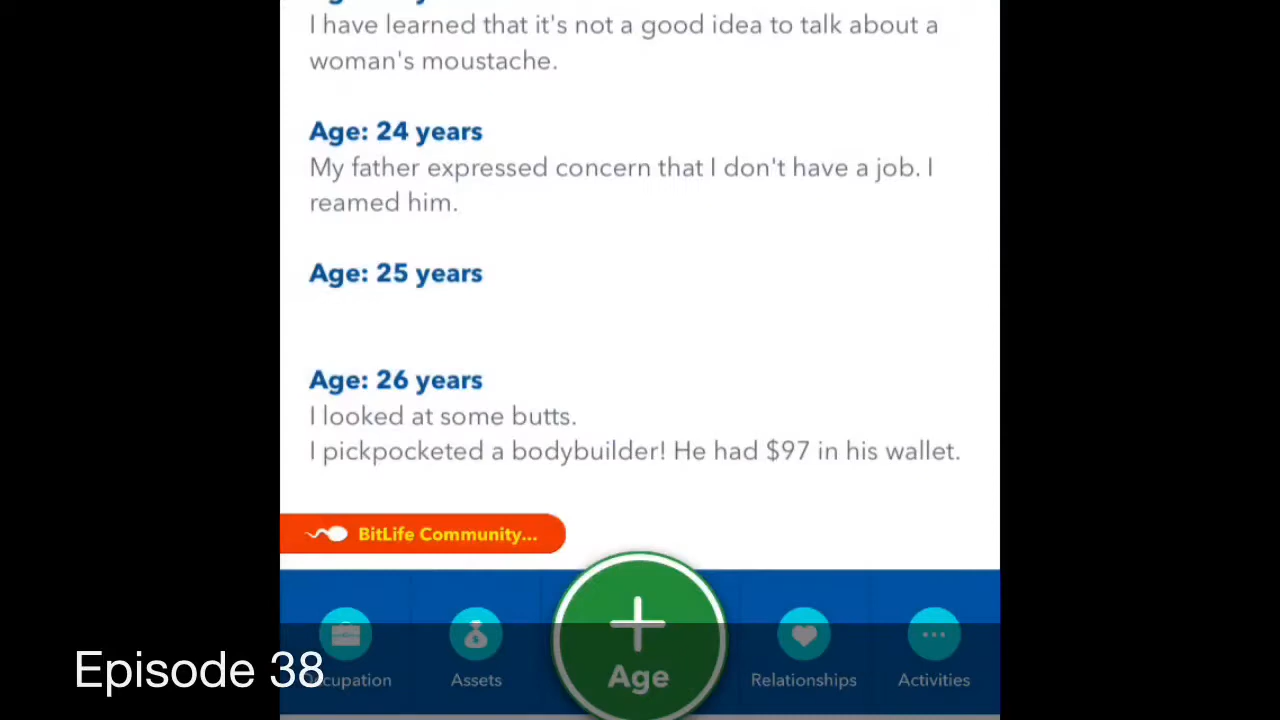 I have learned that it's not a good idea to talk about a
woman's moustache.
Age: 24 years
My father expressed concern that I don't have a job. I
reamed him.
Age: 25 years
Age: 26 years
I looked at some butts.
I pickpocketed a bodybuilder! He had $97 in his wallet.
BitLife Community...
Occupation
Assets
Age
Relationships
Activities
Episode 38